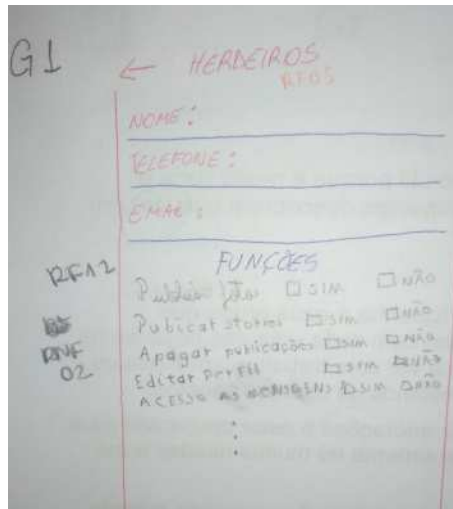 G1
← HERDEIROS
RF05
NOME:
TELEFONE:
EMAIL:
FUNÇÕES
RF12
Publicar fotos □ SIM □ NÃO
Pubicar stories □ SIM □ NÃO
RNF 02
Apagar publicações □ SIM □ NÃO
Editar Perfil □ SIM □ NÃO
ACESSO AS MENSAGENS □ SIM □ NÃO